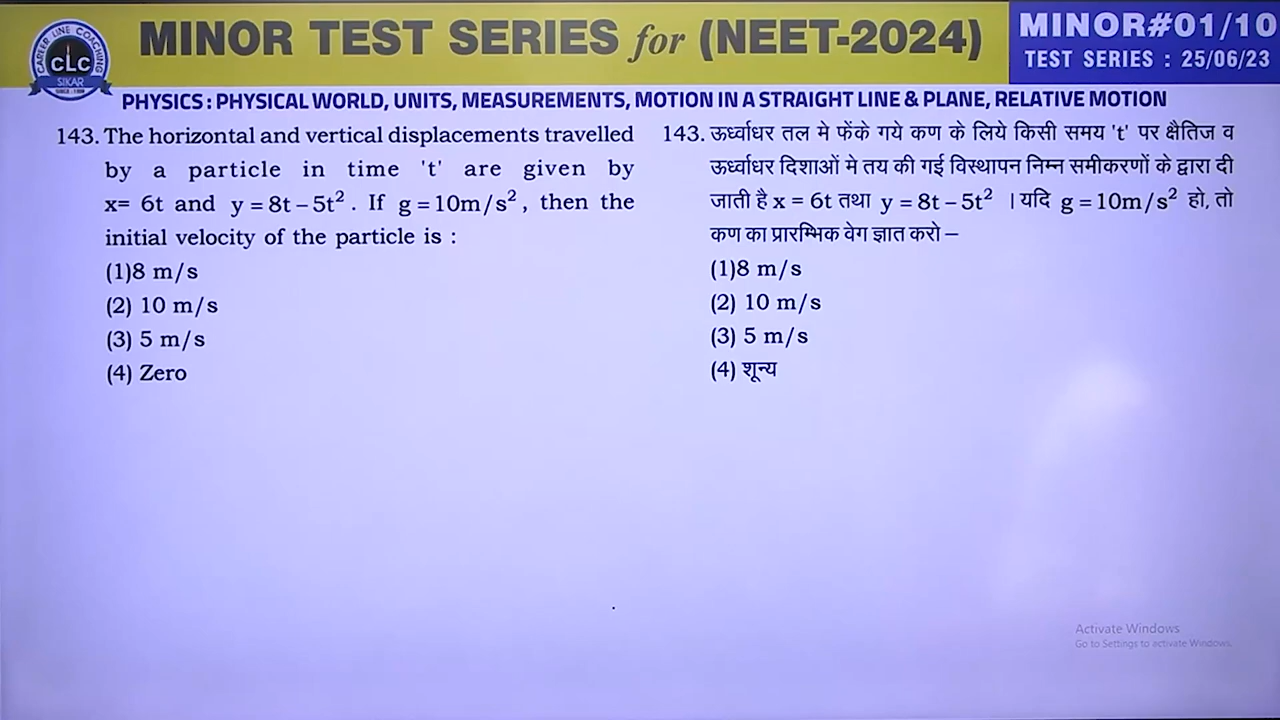 MINOR TEST SERIES for (NEET-2024)
MINOR#01/10
TEST SERIES : 25/06/23
CAREER LINE COACHING
CLC
SIKAR
SINCE : 1996
PHYSICS : PHYSICAL WORLD, UNITS, MEASUREMENTS, MOTION IN A STRAIGHT LINE & PLANE, RELATIVE MOTION
143. The horizontal and vertical displacements travelled
by a particle in time 't' are given by
x= 6t and y = 8t – 5t². If g = 10m/s², then the
initial velocity of the particle is :
(1)8 m/s
(2) 10 m/s
(3) 5 m/s
(4) Zero
143. ऊर्ध्वाधर तल मे फेंके गये कण के लिये किसी समय 't' पर क्षैतिज व
ऊर्ध्वाधर दिशाओं मे तय की गई विस्थापन निम्न समीकरणों के द्वारा दी
जाती है x = 6t तथा y = 8t – 5t² । यदि g = 10m/s² हो, तो
कण का प्रारम्भिक वेग ज्ञात करो –
(1)8 m/s
(2) 10 m/s
(3) 5 m/s
(4) शून्य
Activate Windows
Go to Settings to activate Windows.